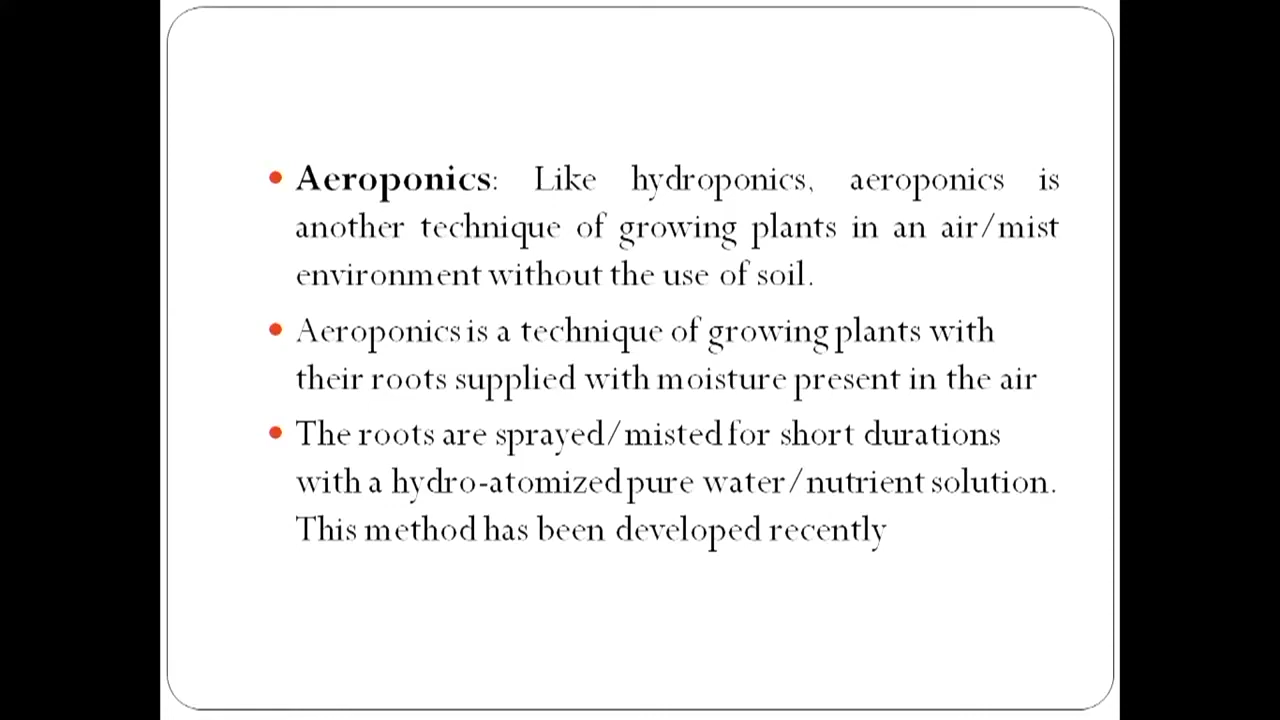 • Aeroponics: Like hydroponics, aeroponics is
another technique of growing plants in an air/mist
environment without the use of soil.
• Aeroponics is a technique of growing plants with
their roots supplied with moisture present in the air
• The roots are sprayed/misted for short durations
with a hydro-atomized pure water/nutrient solution.
This method has been developed recently